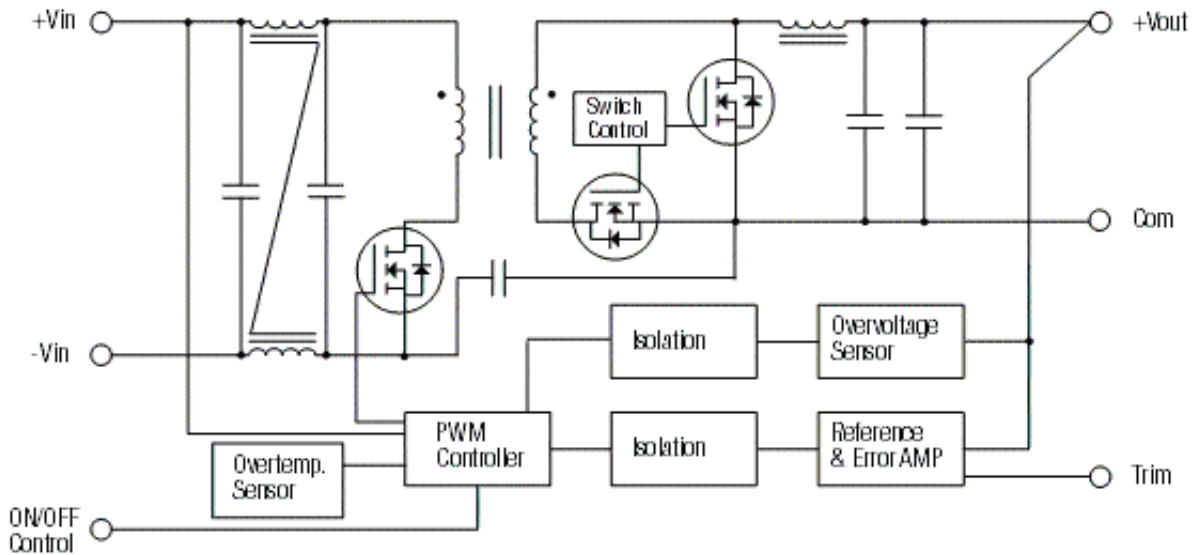 +Vin
+Vout
Switch
Control
Com
-Vin
Isolation
Overvoltage
Sensor
PWM
Controller
Isolation
Reference
& Error AMP
Overtemp.
Sensor
Trim
ON/OFF
Control